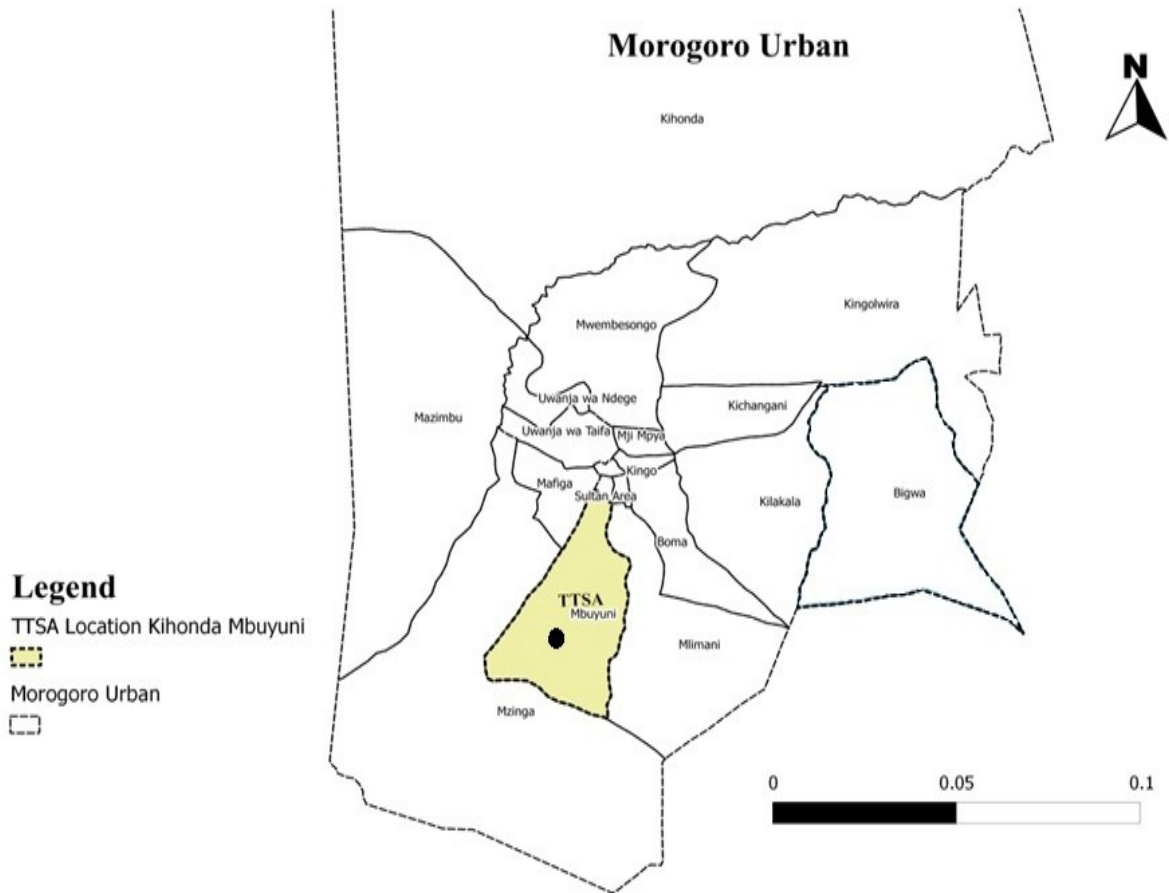 Morogoro Urban
N
Kihonda
Kingolwira
Mwembesongo
Uwanja wa Ndege
Kichangani
Mazimbu
Uwanja wa Taifa
Mji Mpya
Kingo
Mafiga
Sultan Area
Kilakala
Bigwa
Boma
Legend
TTSA Location Kihonda Mbuyuni
Morogoro Urban
TTSA
Mbuyuni
Mlimani
Mzinga
0 0.05 0.1